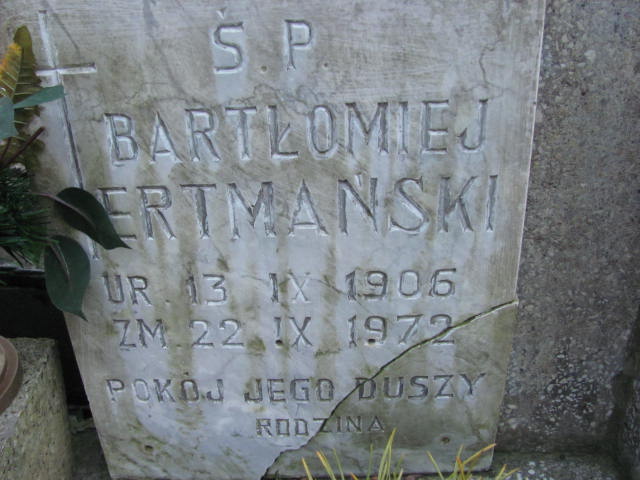 Ś.P.
BARTŁOMIEJ
ERTMAŃSKI
UR. 13 IX 1906
ZM. 22 IX 1972
POKÓJ JEGO DUSZY
RODZINA